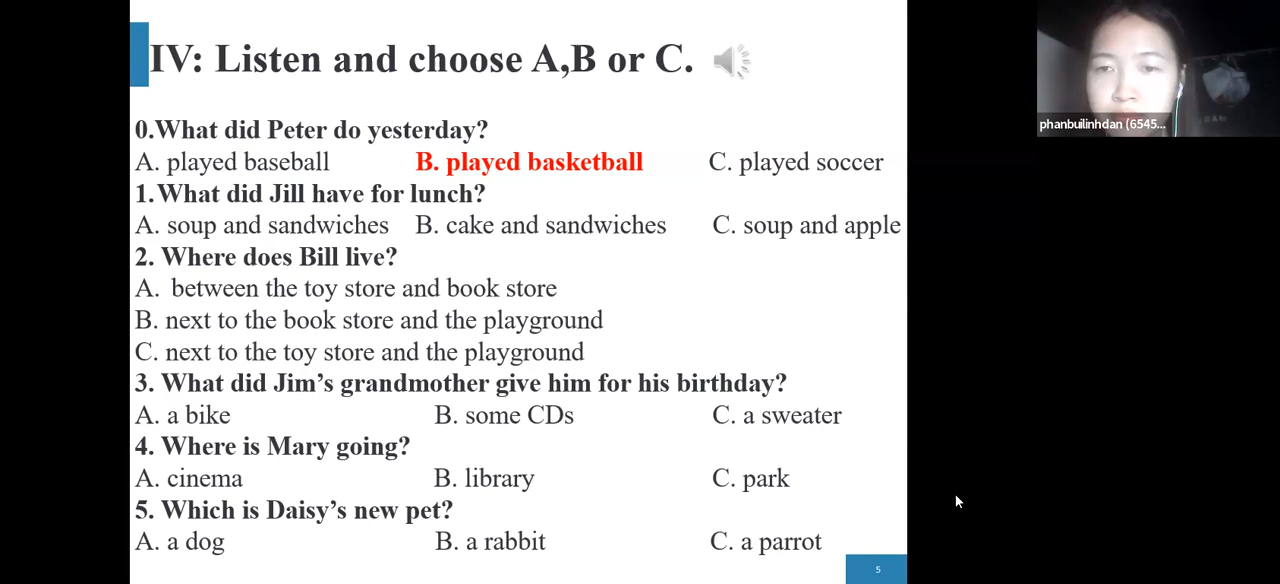 IV: Listen and choose A,B or C.
phanbuilinhdan (6545...
0.What did Peter do yesterday?
A. played baseball B. played basketball C. played soccer
1.What did Jill have for lunch?
A. soup and sandwiches B. cake and sandwiches C. soup and apple
2. Where does Bill live?
A. between the toy store and book store
B. next to the book store and the playground
C. next to the toy store and the playground
3. What did Jim's grandmother give him for his birthday?
A. a bike B. some CDs C. a sweater
4. Where is Mary going?
A. cinema B. library C. park
5. Which is Daisy's new pet?
A. a dog B. a rabbit C. a parrot
5